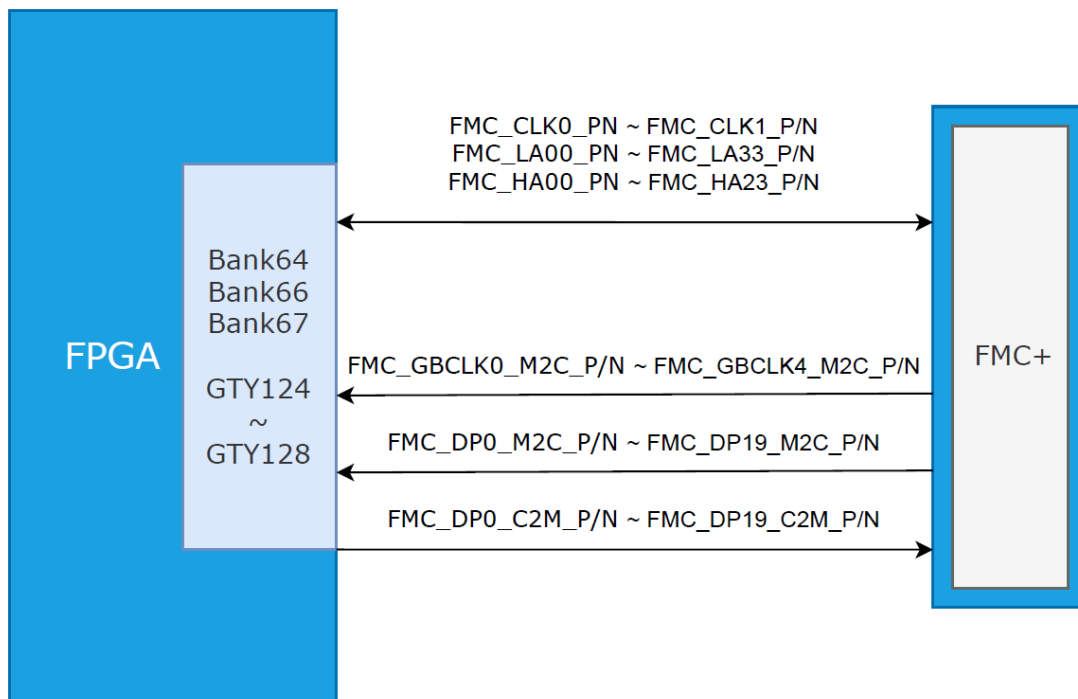 FMC_CLK0_PN ~ FMC_CLK1_P/N
FMC_LA00_PN ~ FMC_LA33_P/N
FMC_HA00_PN ~ FMC_HA23_P/N
Bank64
Bank66
Bank67
FPGA
FMC+
FMC_GBCLK0_M2C_P/N ~ FMC_GBCLK4_M2C_P/N
GTY124
~
GTY128
FMC_DP0_M2C_P/N ~ FMC_DP19_M2C_P/N
FMC_DP0_C2M_P/N ~ FMC_DP19_C2M_P/N